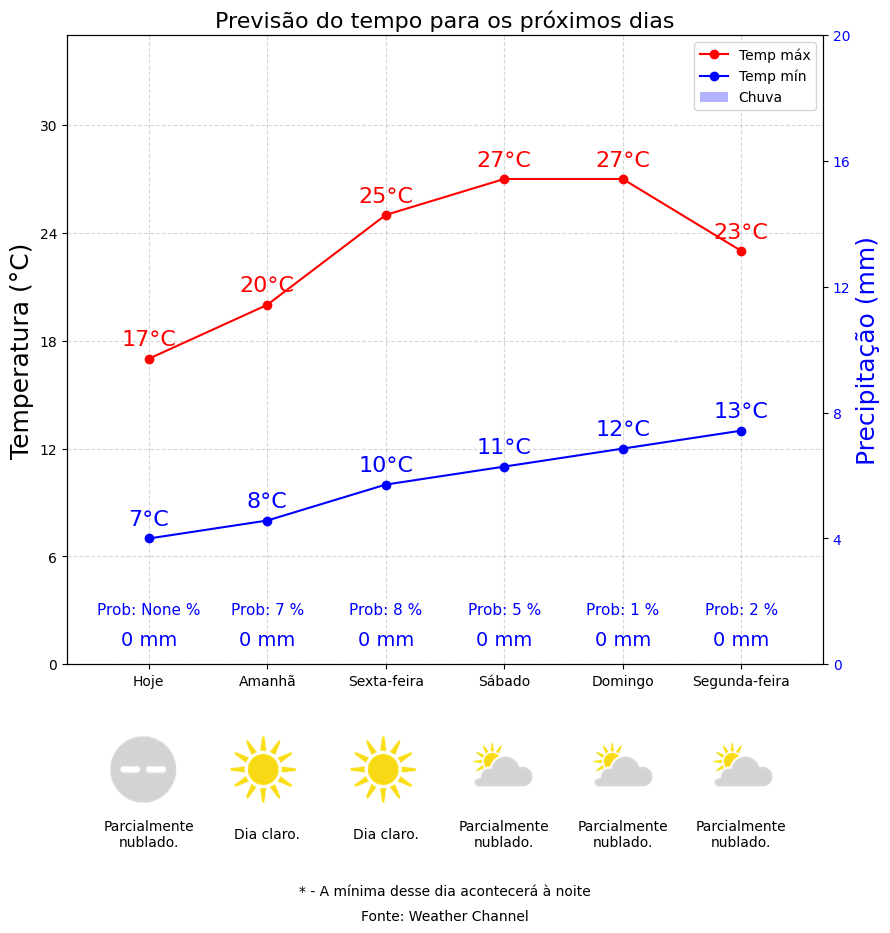 Previsão do tempo para os próximos dias
Temp máx
Temp mín
Chuva
Temperatura (°C)
30
24
18
12
6
0
Precipitação (mm)
20
16
12
8
4
0
17°C
20°C
25°C
27°C
27°C
23°C
7°C
8°C
10°C
11°C
12°C
13°C
Prob: None %
Prob: 7 %
Prob: 8 %
Prob: 5 %
Prob: 1 %
Prob: 2 %
0 mm
0 mm
0 mm
0 mm
0 mm
0 mm
Hoje
Amanhã
Sexta-feira
Sábado
Domingo
Segunda-feira
Parcialmente
nublado.
Dia claro.
Dia claro.
Parcialmente
nublado.
Parcialmente
nublado.
Parcialmente
nublado.
* - A mínima desse dia acontecerá à noite
Fonte: Weather Channel